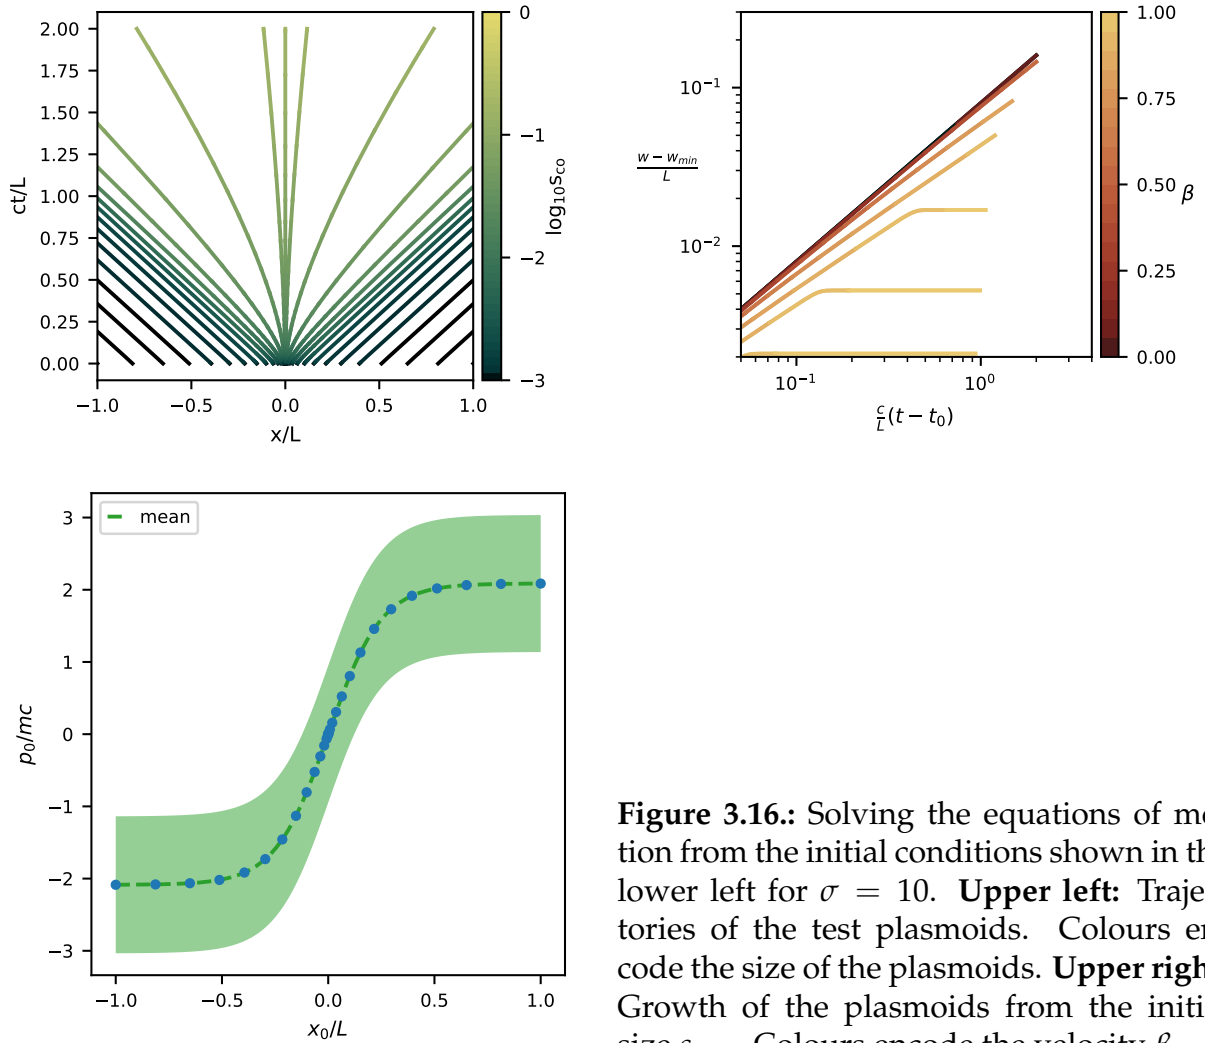 2.00
1.75
1.50
1.25
1.00
0.75
0.50
0.25
0.00
ct/L
−1.0 −0.5 0.0 0.5 1.0
x/L
0
−1
−2
−3
log₁₀s_co
10⁻¹
10⁻²
(w − w_min)/L
10⁻¹ 10⁰
c/L (t − t₀)
1.00
0.75
0.50
0.25
0.00
β
mean
3
2
1
0
−1
−2
−3
p₀/mc
−1.0 −0.5 0.0 0.5 1.0
x₀/L
Figure 3.16.: Solving the equations of mo
tion from the initial conditions shown in th
lower left for σ = 10. Upper left: Traje
tories of the test plasmoids. Colours en
code the size of the plasmoids. Upper righ
Growth of the plasmoids from the initi
Colours encode the velocity β